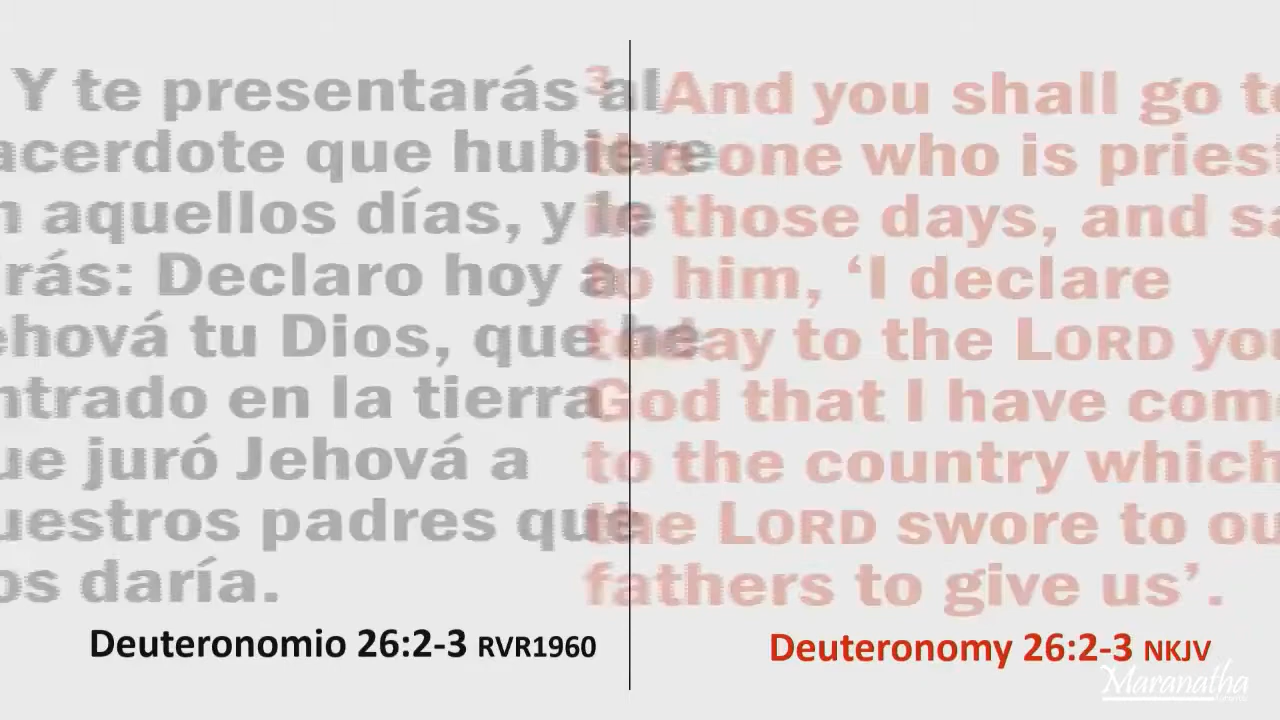 Y te presentarás al
acerdote que hubiere
n aquellos días, y le
rás: Declaro hoy a
ehová tu Dios, que he
ntrado en la tierra
ue juró Jehová a
uestros padres que
os daría.
Deuteronomio 26:2-3 RVR1960
3 And you shall go to
the one who is priest
those days, and sa
to him, ‘I declare
today to the LORD you
God that I have com
to the country which
the LORD swore to ou
fathers to give us’.
Deuteronomy 26:2-3 NKJV
Maranatha